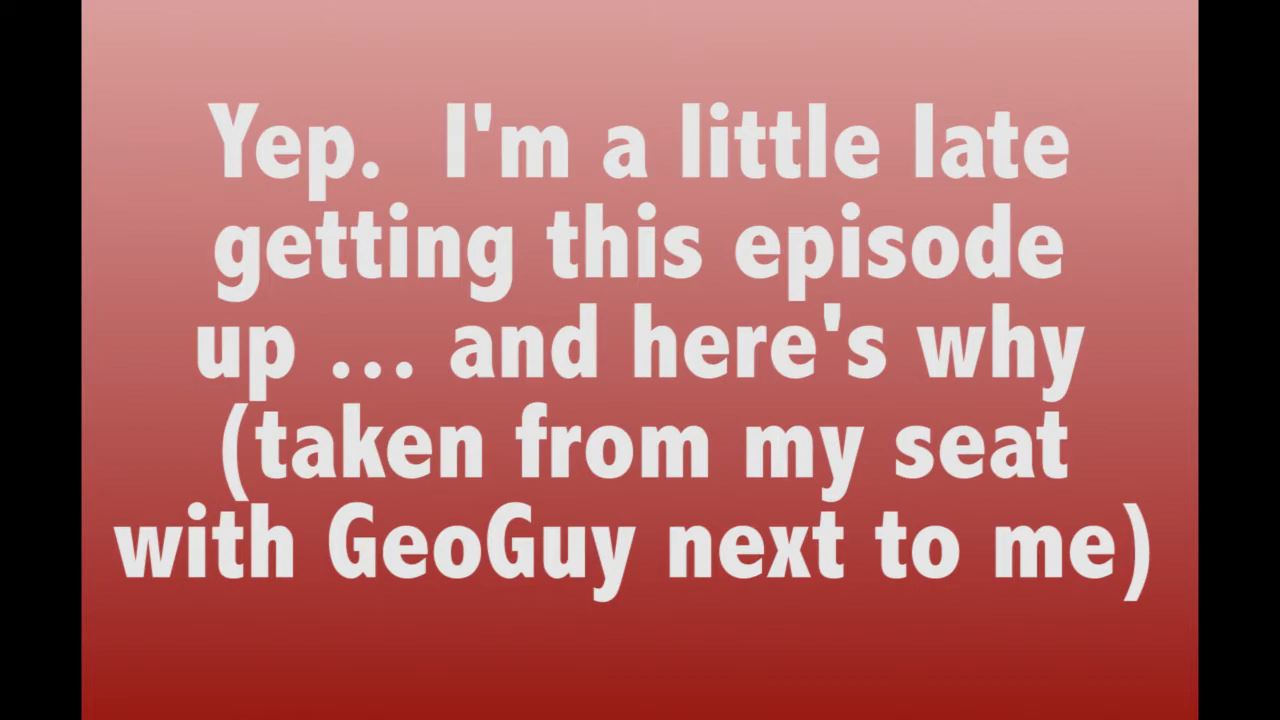 Yep.  I'm a little late
getting this episode
up ... and here's why
(taken from my seat
with GeoGuy next to me)